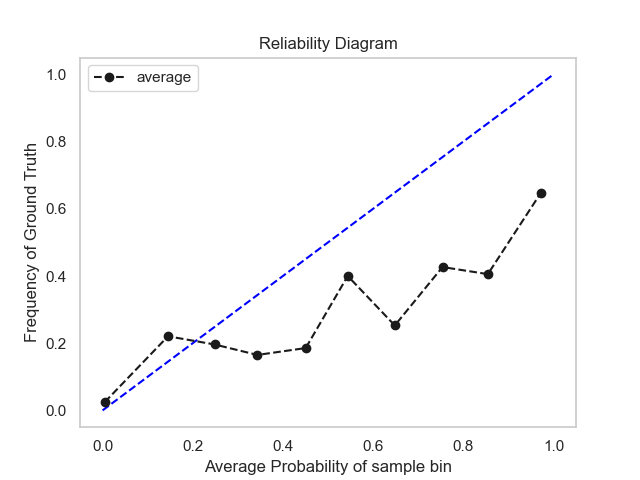 Reliability Diagram
average
Frequency of Ground Truth
1.0
0.8
0.6
0.4
0.2
0.0
0.0 0.2 0.4 0.6 0.8 1.0
Average Probability of sample bin